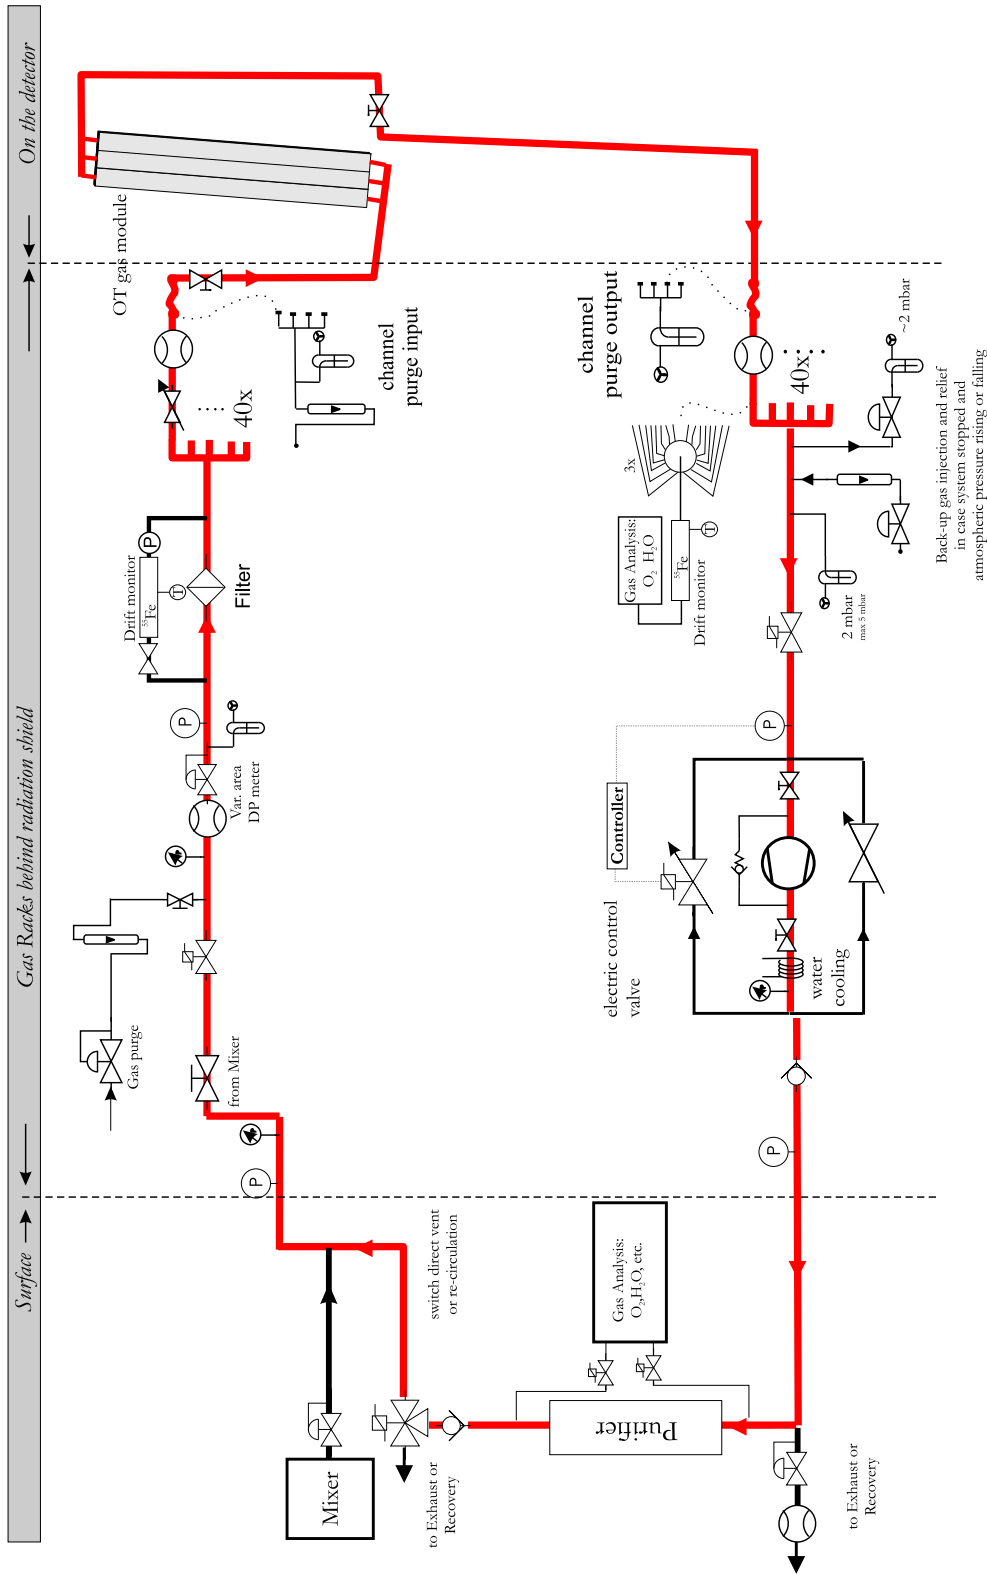 On the detector
Gas Racks behind radiation shield
Surface
OT gas module
channel
purge input
40x
channel
purge output
40x
~2 mbar
3x
Gas Analysis:
O2 H2O
55Fe
T
Drift monitor
Back-up gas injection and relief
in case system stopped and
atmospheric pressure rising or falling
2 mbar
max 5 mbar
P
Drift monitor
55Fe
T
Filter
P
Var. area
DP meter
P
Controller
electric control
valve
water
cooling
Gas purge
from Mixer
P
P
switch direct vent
or re-circulation
Gas Analysis:
O2,H2O, etc.
Purifier
Mixer
to Exhaust or
Recovery
to Exhaust or
Recovery